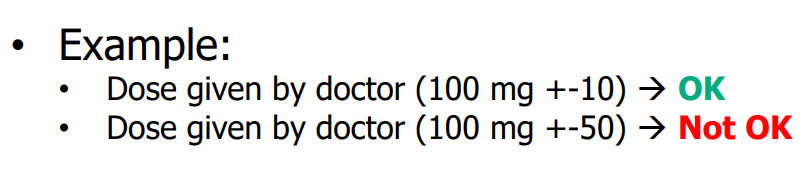 • Example:
• Dose given by doctor (100 mg +-10) → OK
• Dose given by doctor (100 mg +-50) → Not OK